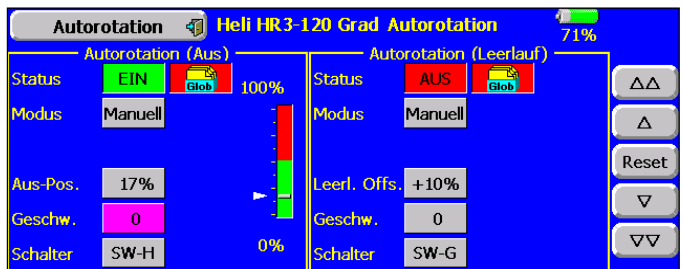 Autorotation Heli HR3-120 Grad Autorotation 71%
Autorotation (Aus)
Status EIN Glob 100%
Modus Manuell
Aus-Pos. 17%
Geschw. 0
Schalter SW-H 0%
Autorotation (Leerlauf)
Status AUS Glob
Modus Manuell
Leerl. Offs. +10%
Geschw. 0
Schalter SW-G
Reset